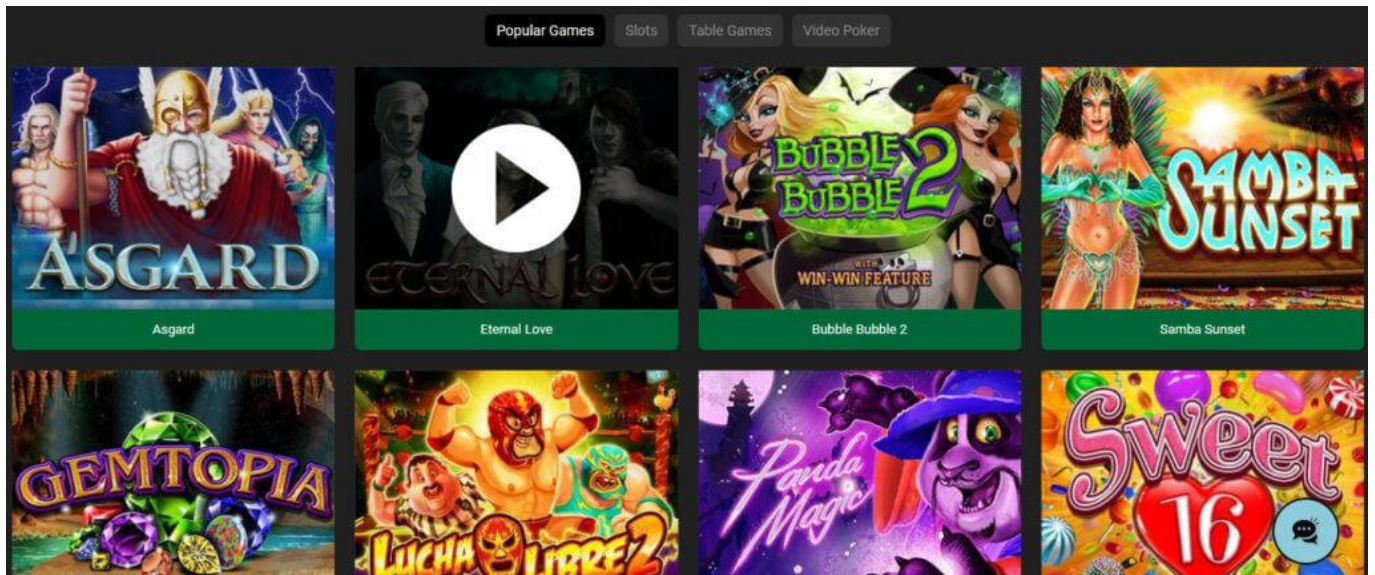 Popular Games Slots Table Games Video Poker
ASGARD
Asgard
ETERNAL LOVE
Eternal Love
BUBBLE
BUBBLE 2
WITH
WIN-WIN FEATURE
Bubble Bubble 2
SAMBA
SUNSET
Samba Sunset
GEMTOPIA
LUCHA LIBRE 2
Panda
Magic
Sweet
16